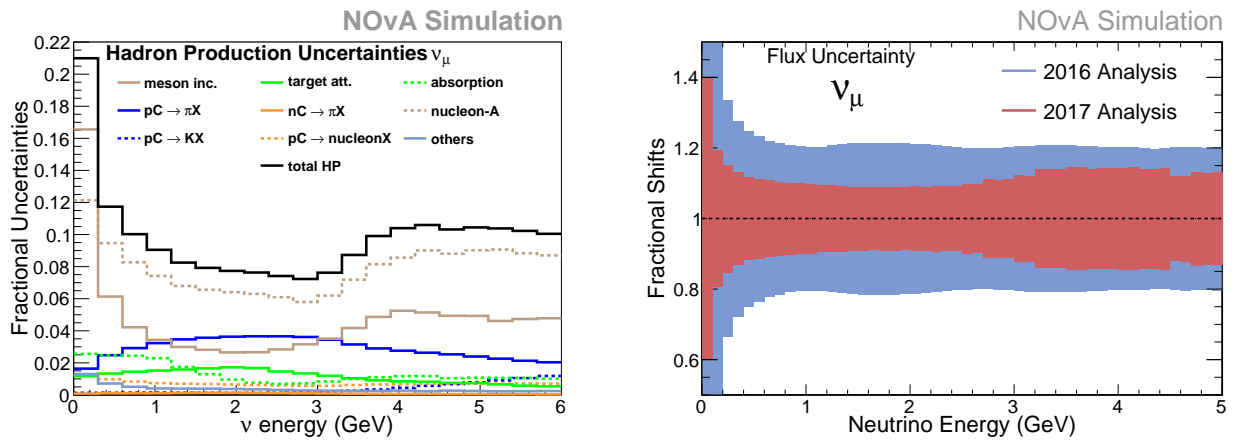 NOvA Simulation
Hadron Production Uncertainties ν_μ
meson inc.
target att.
absorption
pC → πX
nC → πX
nucleon-A
pC → KX
pC → nucleonX
others
total HP
Fractional Uncertainties
0.22
0.2
0.18
0.16
0.14
0.12
0.1
0.08
0.06
0.04
0.02
0
0 1 2 3 4 5 6
ν energy (GeV)
NOvA Simulation
Flux Uncertainty
ν_μ
2016 Analysis
2017 Analysis
Fractional Shifts
1.4
1.2
1
0.8
0.6
0 1 2 3 4 5
Neutrino Energy (GeV)